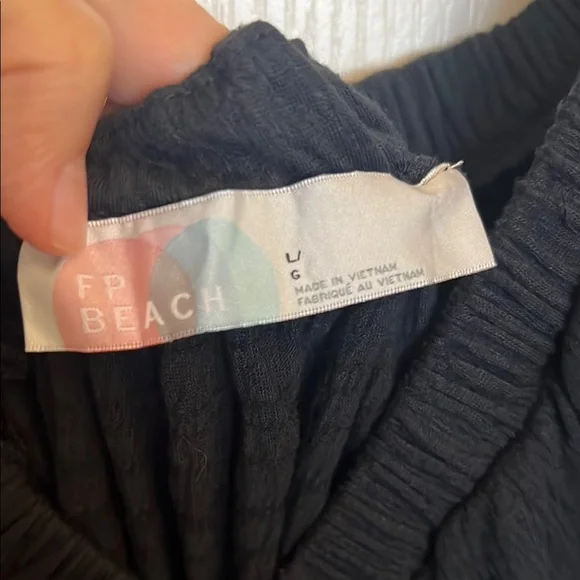 FP
BEACH
L/
G
MADE IN VIETNAM
FABRIQUÉ AU VIETNAM